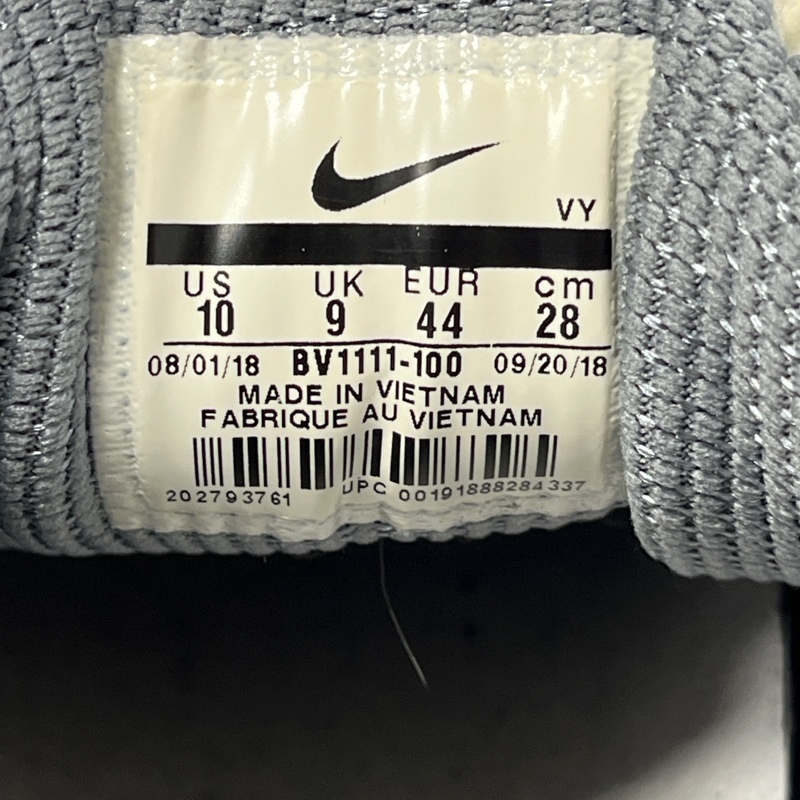 VY
US UK EUR cm
10 9 44 28
08/01/18 BV1111-100 09/20/18
MADE IN VIETNAM
FABRIQUE AU VIETNAM
202793761 UPC 00191888284337